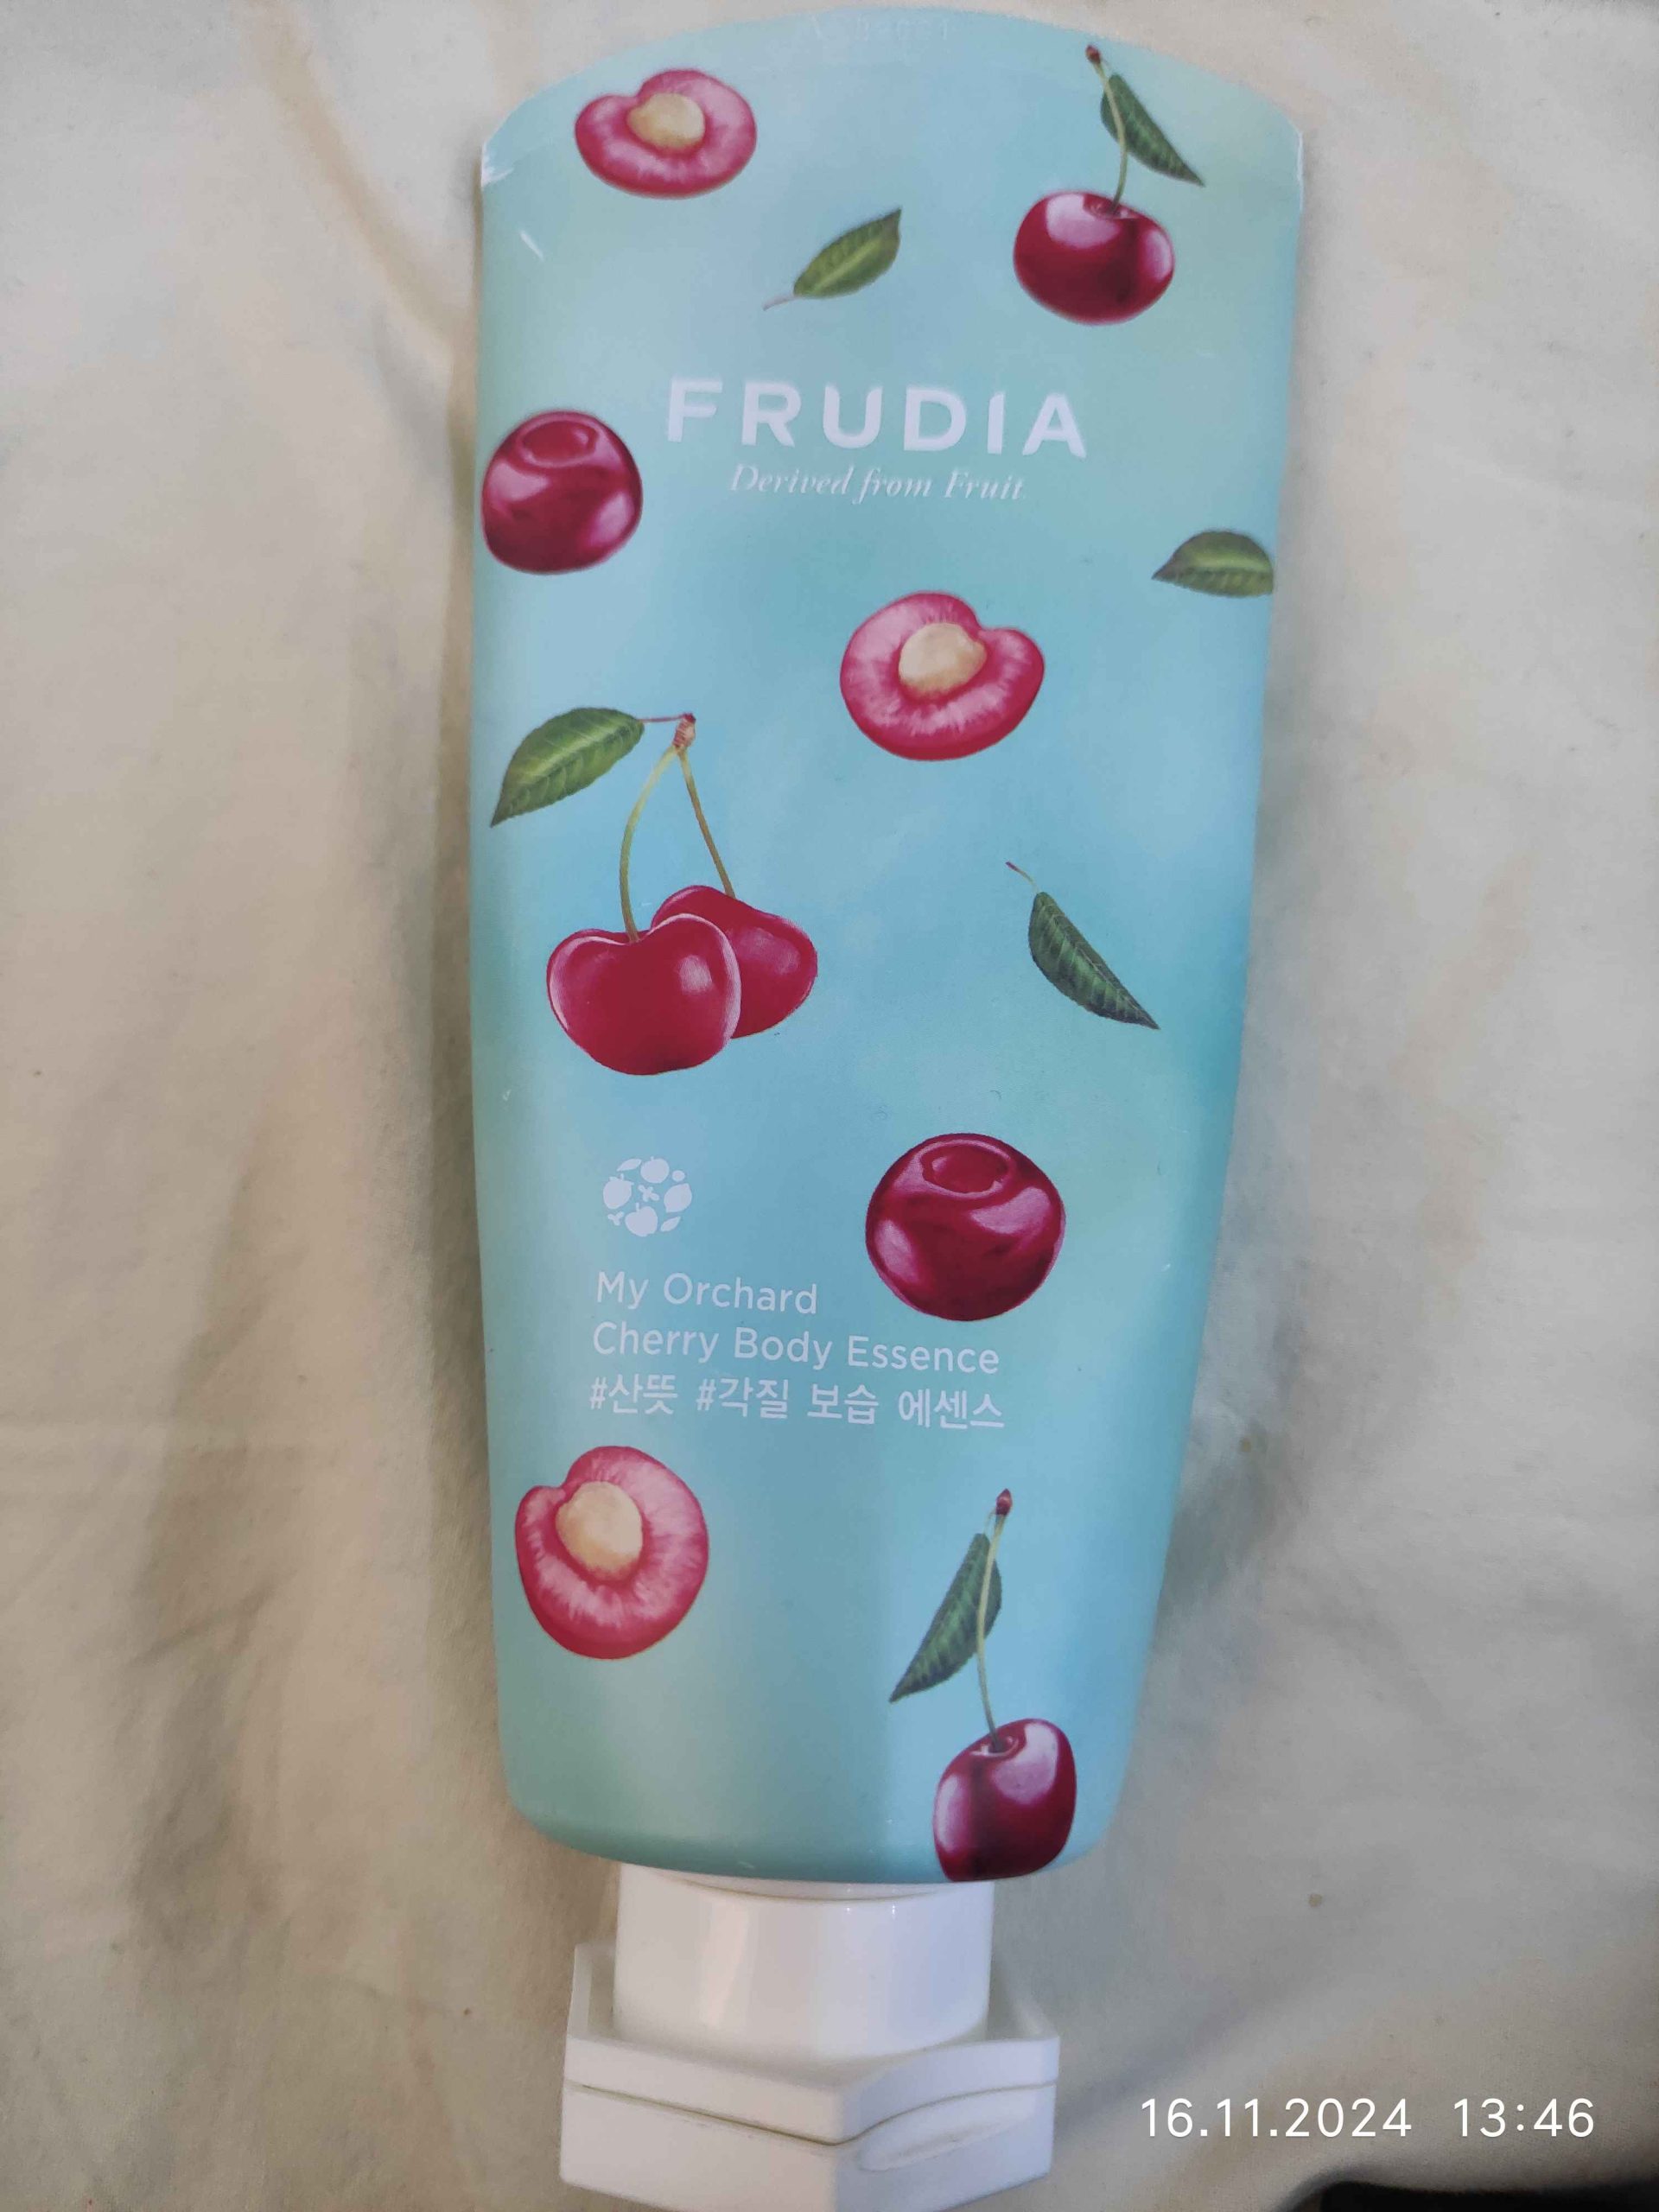 FRUDIA
Derived from Fruit.
My Orchard
Cherry Body Essence
#산뜻 #각질 보습 에센스
16.11.2024 13:46